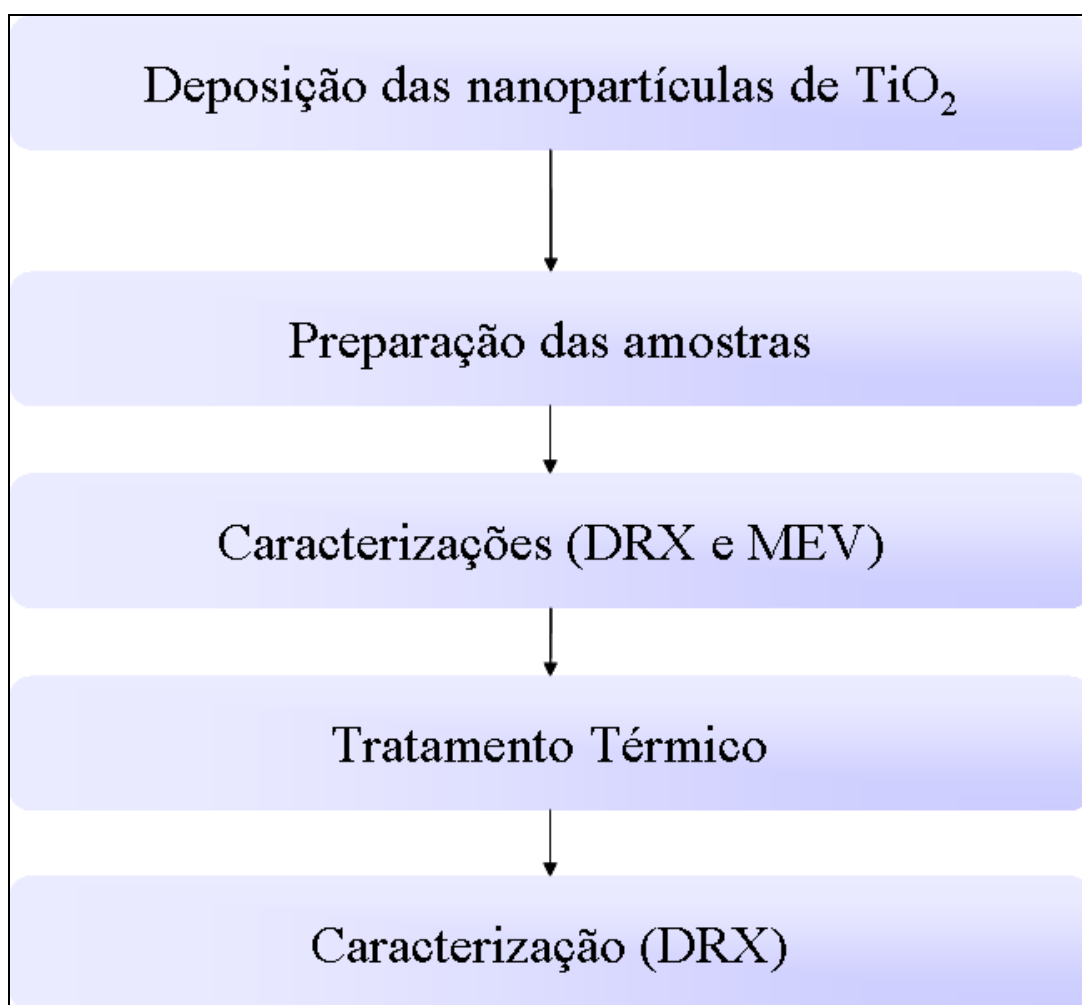 Deposição das nanopartículas de TiO₂
Preparação das amostras
Caracterizações (DRX e MEV)
Tratamento Térmico
Caracterização (DRX)